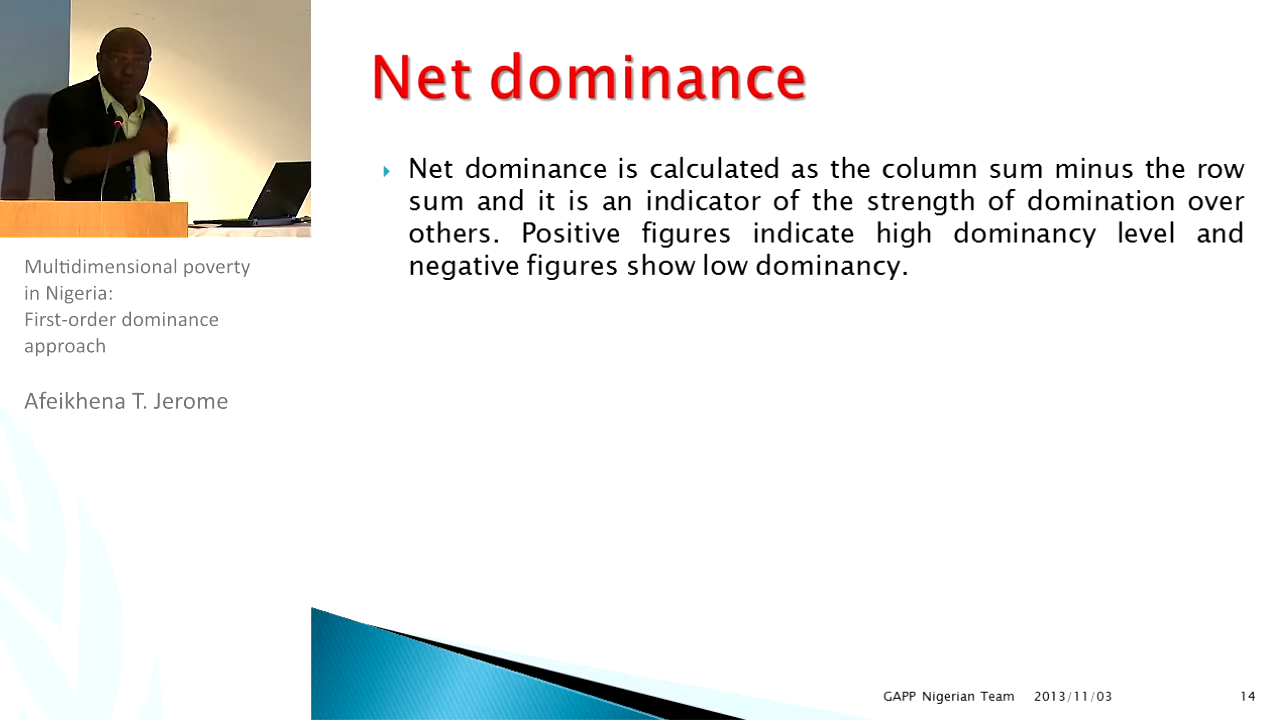 Net dominance
Net dominance is calculated as the column sum minus the row
sum and it is an indicator of the strength of domination over
others. Positive figures indicate high dominancy level and
negative figures show low dominancy.
Multidimensional poverty
in Nigeria:
First-order dominance
approach
Afeikhena T. Jerome
GAPP Nigerian Team 2013/11/03 14